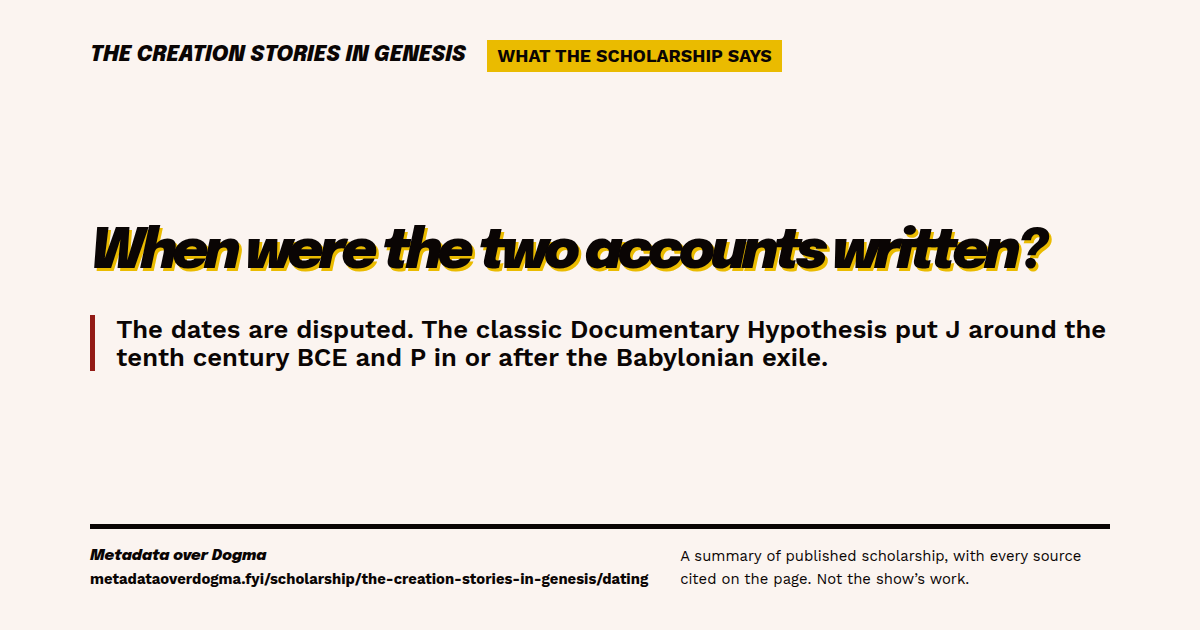 THE CREATION STORIES IN GENESIS
WHAT THE SCHOLARSHIP SAYS
When were the two accounts written?
The dates are disputed. The classic Documentary Hypothesis put J around the
tenth century BCE and P in or after the Babylonian exile.
Metadata over Dogma
metadataoverdogma.fyi/scholarship/the-creation-stories-in-genesis/dating
A summary of published scholarship, with every source
cited on the page. Not the show’s work.